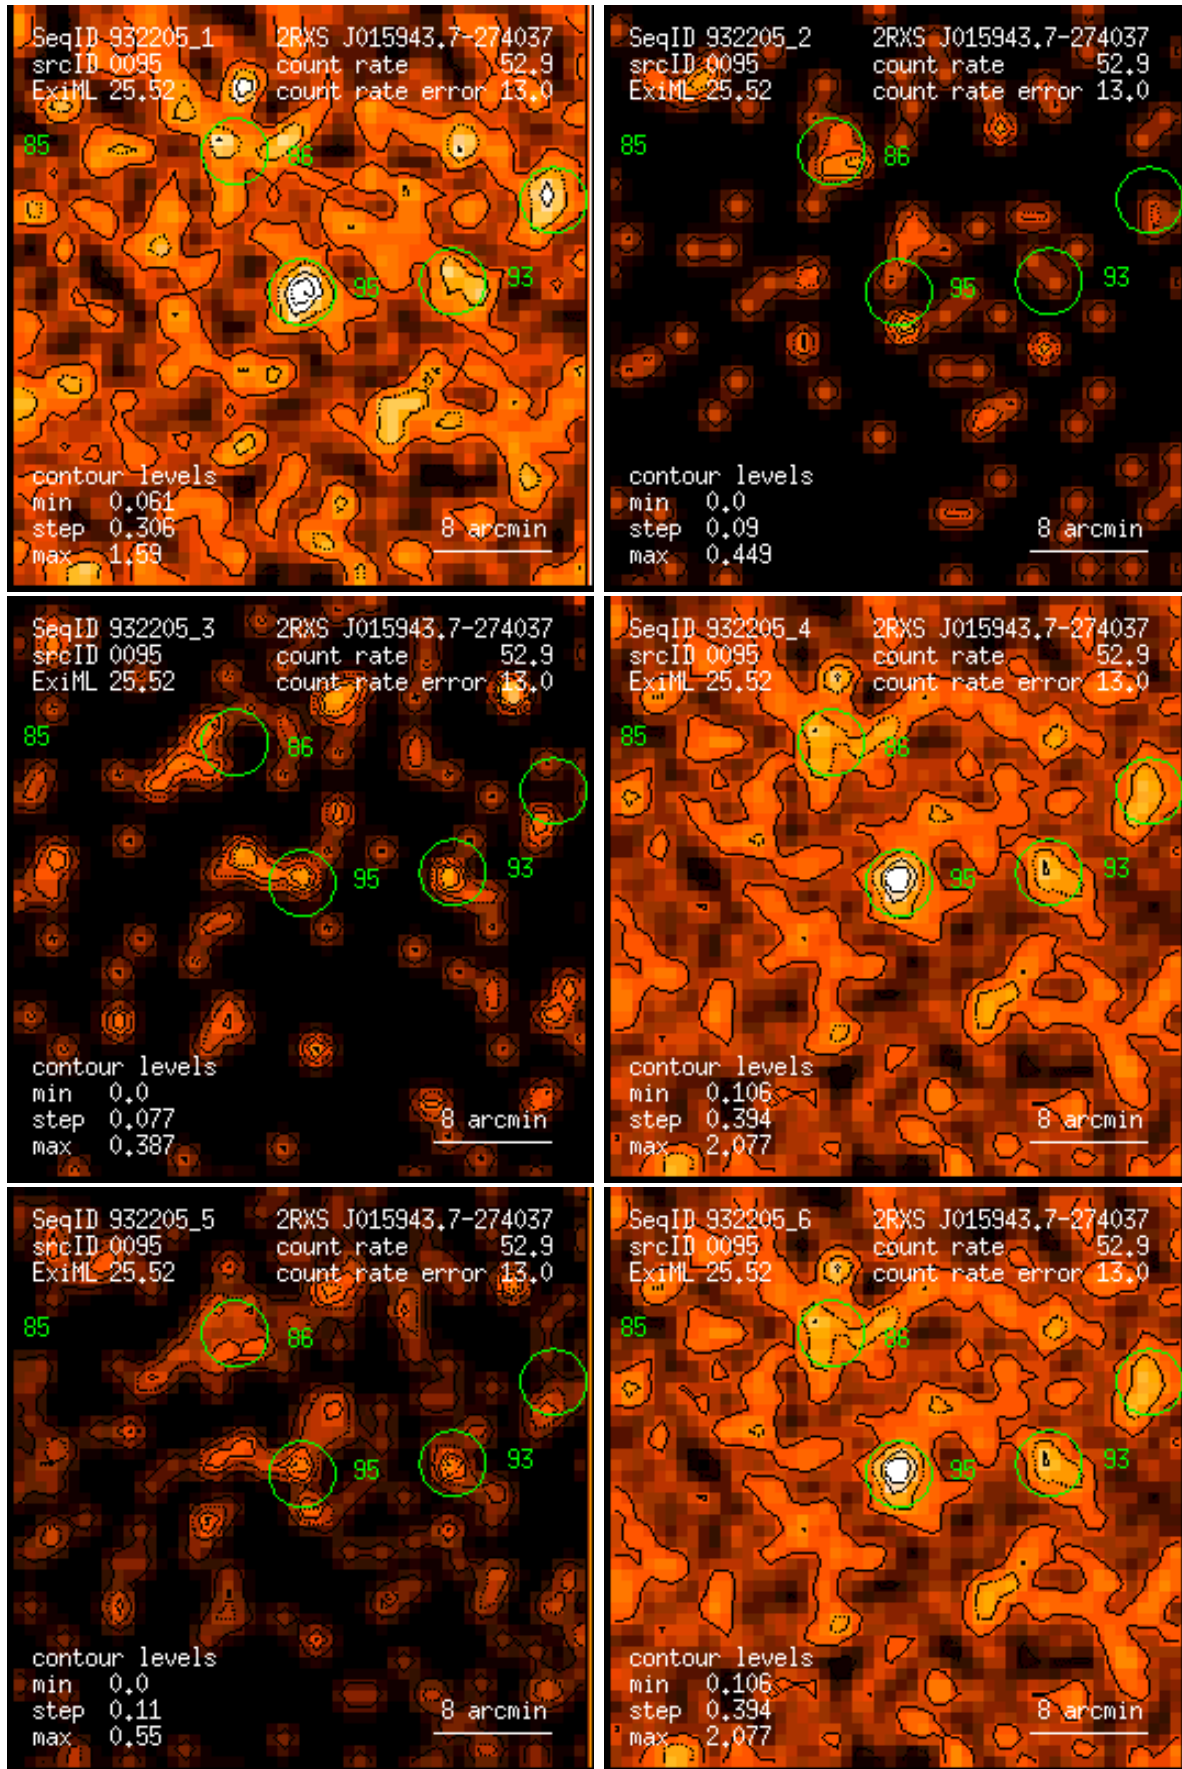 SeqID 932205_1 2RXS J015943.7-274037
srcID 0095 count rate 52.9
ExiML 25.52 count rate error 13.0
85 86
95 93
contour levels
min 0.061
step 0.306 8 arcmin
max 1.59
SeqID 932205_2 2RXS J015943.7-274037
srcID 0095 count rate 52.9
ExiML 25.52 count rate error 13.0
85 86
95 93
contour levels
min 0.0
step 0.09 8 arcmin
max 0.449
SeqID 932205_3 2RXS J015943.7-274037
srcID 0095 count rate 52.9
ExiML 25.52 count rate error 13.0
85 86
95 93
contour levels
min 0.0
step 0.077 8 arcmin
max 0.387
SeqID 932205_4 2RXS J015943.7-274037
srcID 0095 count rate 52.9
ExiML 25.52 count rate error 13.0
85 86
95 93
contour levels
min 0.106
step 0.394 8 arcmin
max 2.077
SeqID 932205_5 2RXS J015943.7-274037
srcID 0095 count rate 52.9
ExiML 25.52 count rate error 13.0
85 86
95 93
contour levels
min 0.0
step 0.11 8 arcmin
max 0.55
SeqID 932205_6 2RXS J015943.7-274037
srcID 0095 count rate 52.9
ExiML 25.52 count rate error 13.0
85 86
95 93
contour levels
min 0.106
step 0.394 8 arcmin
max 2.077